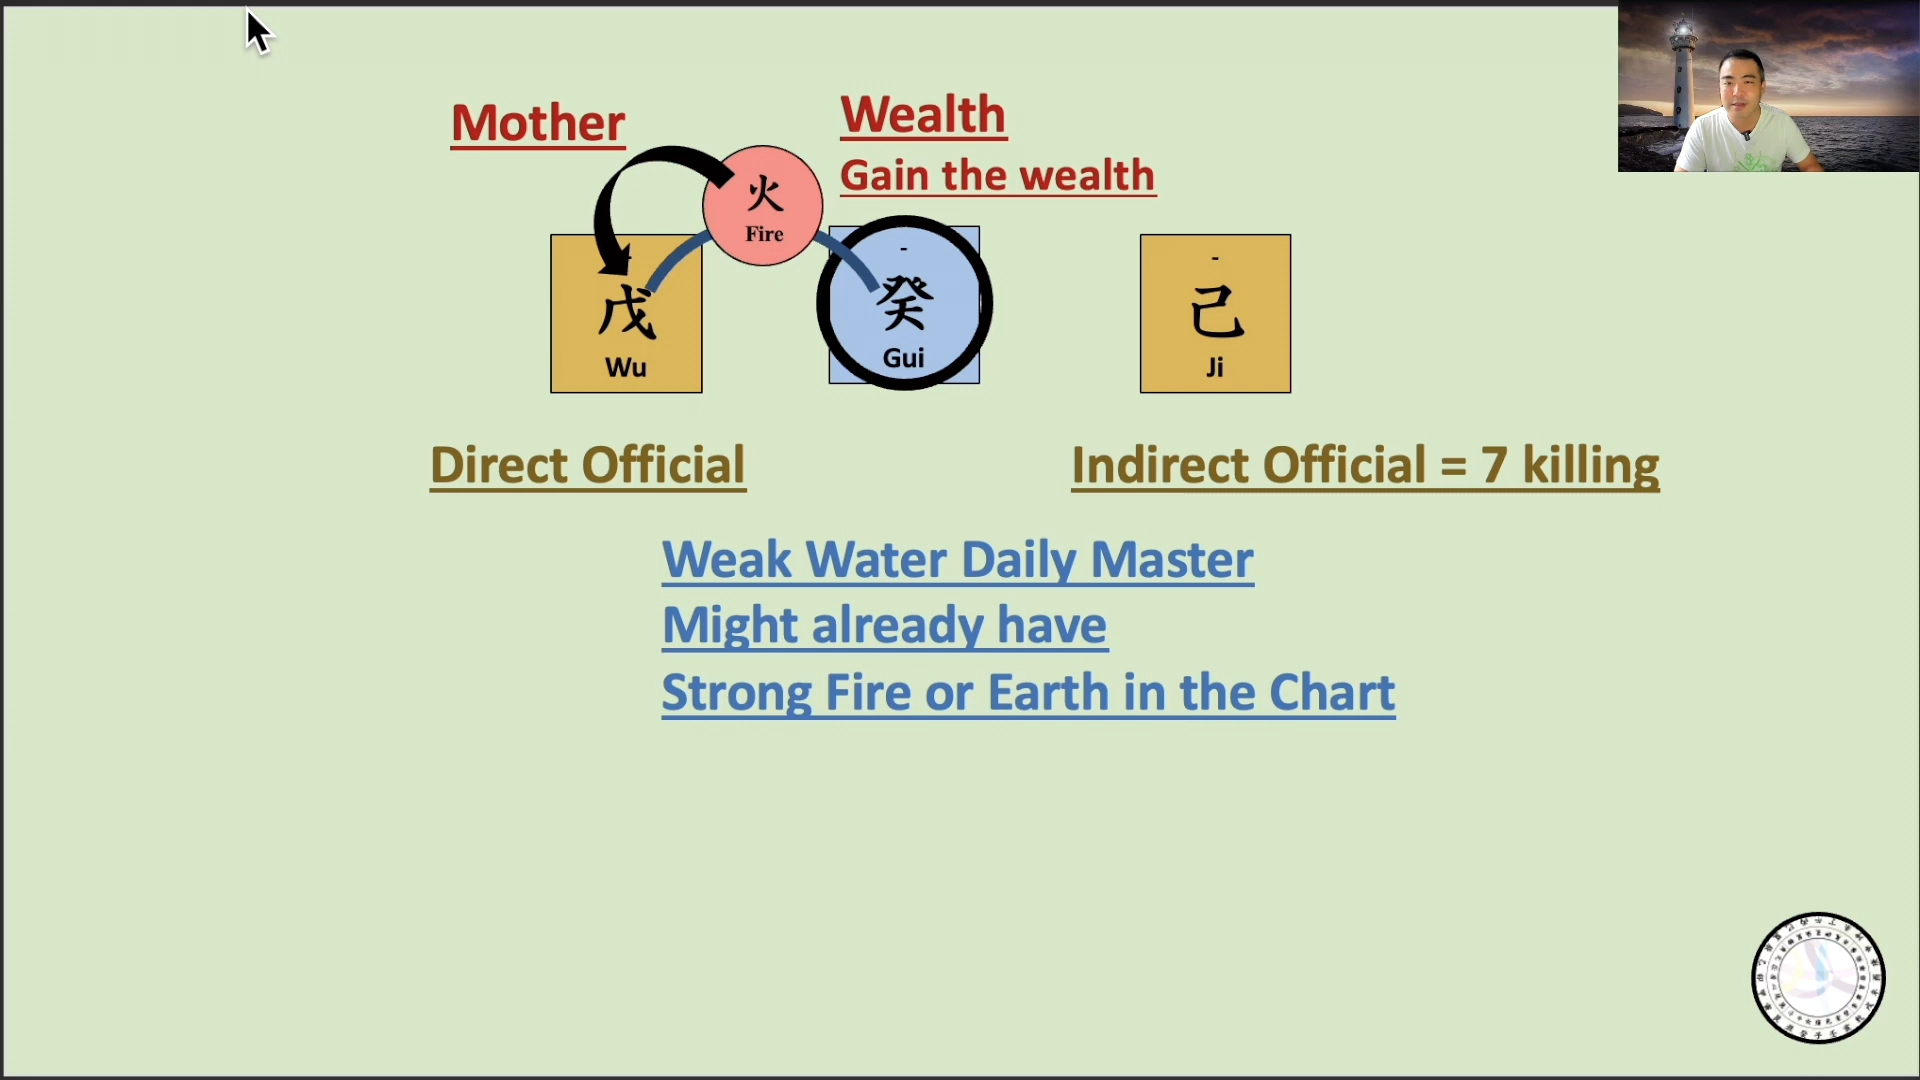 Mother
Wealth
Gain the wealth
火
Fire
-
戊
Wu
-
癸
Gui
-
己
Ji
Direct Official
Indirect Official = 7 killing
Weak Water Daily Master
Might already have
Strong Fire or Earth in the Chart